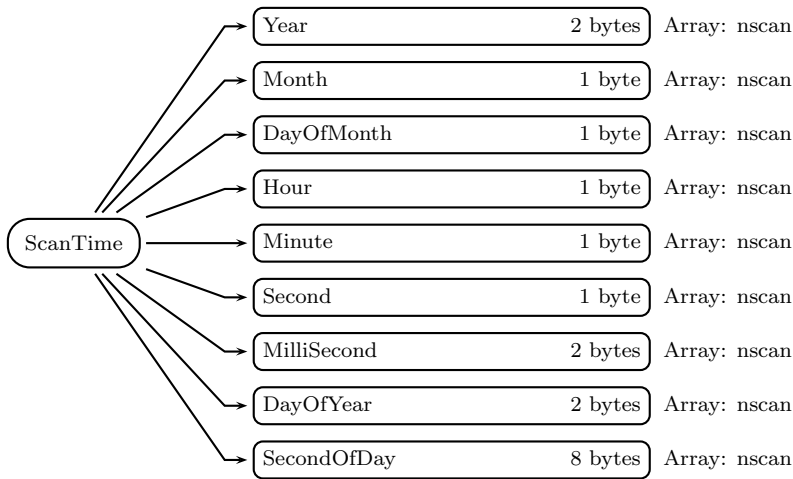 Year 2 bytes Array: nscan
Month 1 byte Array: nscan
DayOfMonth 1 byte Array: nscan
Hour 1 byte Array: nscan
ScanTime
Minute 1 byte Array: nscan
Second 1 byte Array: nscan
MilliSecond 2 bytes Array: nscan
DayOfYear 2 bytes Array: nscan
SecondOfDay 8 bytes Array: nscan